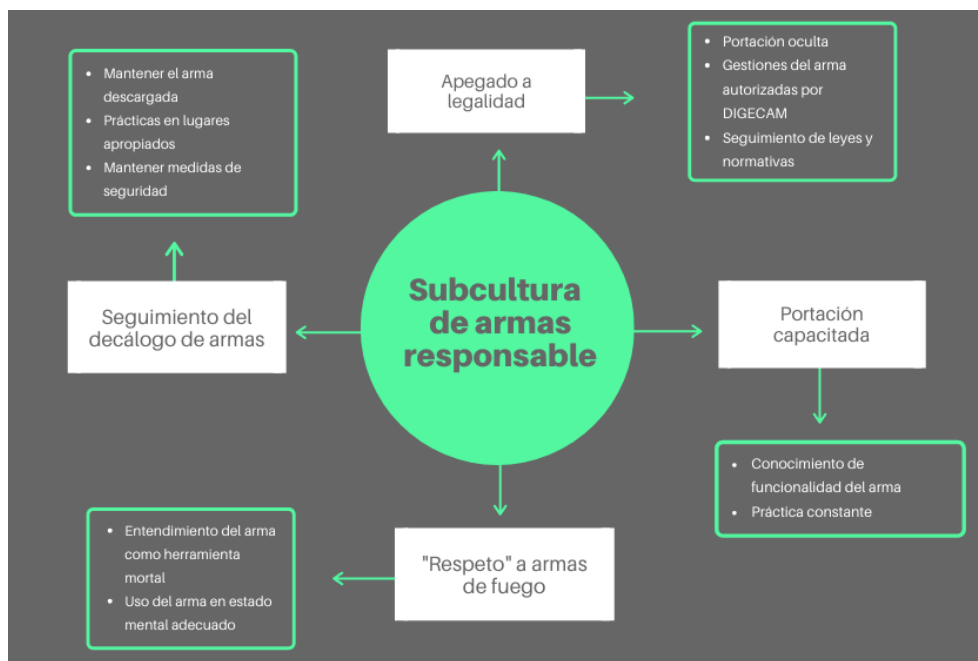 Mantener el arma
descargada
Prácticas en lugares
apropiados
Mantener medidas de
seguridad
Apegado a
legalidad
Portación oculta
Gestiones del arma
autorizadas por
DIGECAM
Seguimiento de leyes y
normativas
Seguimiento del
decálogo de armas
Subcultura
de armas
responsable
Portación
capacitada
Conocimiento de
funcionalidad del arma
Práctica constante
Entendimiento del arma
como herramienta
mortal
Uso del arma en estado
mental adecuado
"Respeto" a armas
de fuego